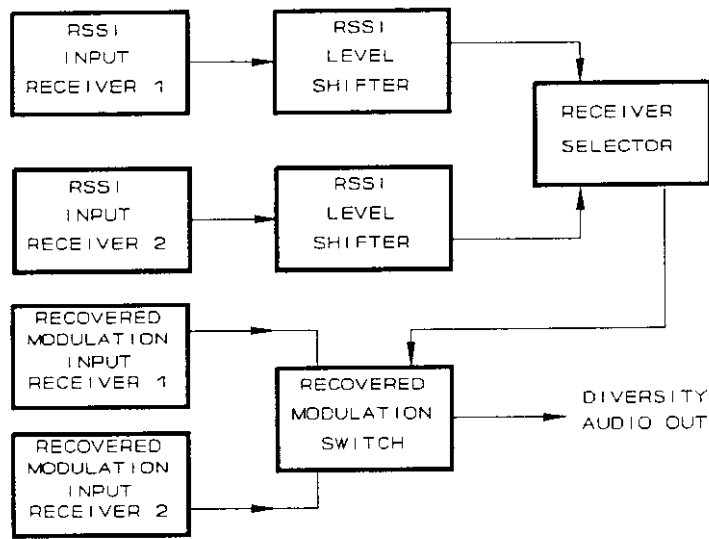 RSSI
INPUT
RECEIVER 1
RSSI
LEVEL
SHIFTER
RECEIVER
SELECTOR
RSSI
INPUT
RECEIVER 2
RSSI
LEVEL
SHIFTER
RECOVERED
MODULATION
INPUT
RECEIVER 1
RECOVERED
MODULATION
SWITCH
DIVERSITY
AUDIO OUT
RECOVERED
MODULATION
INPUT
RECEIVER 2